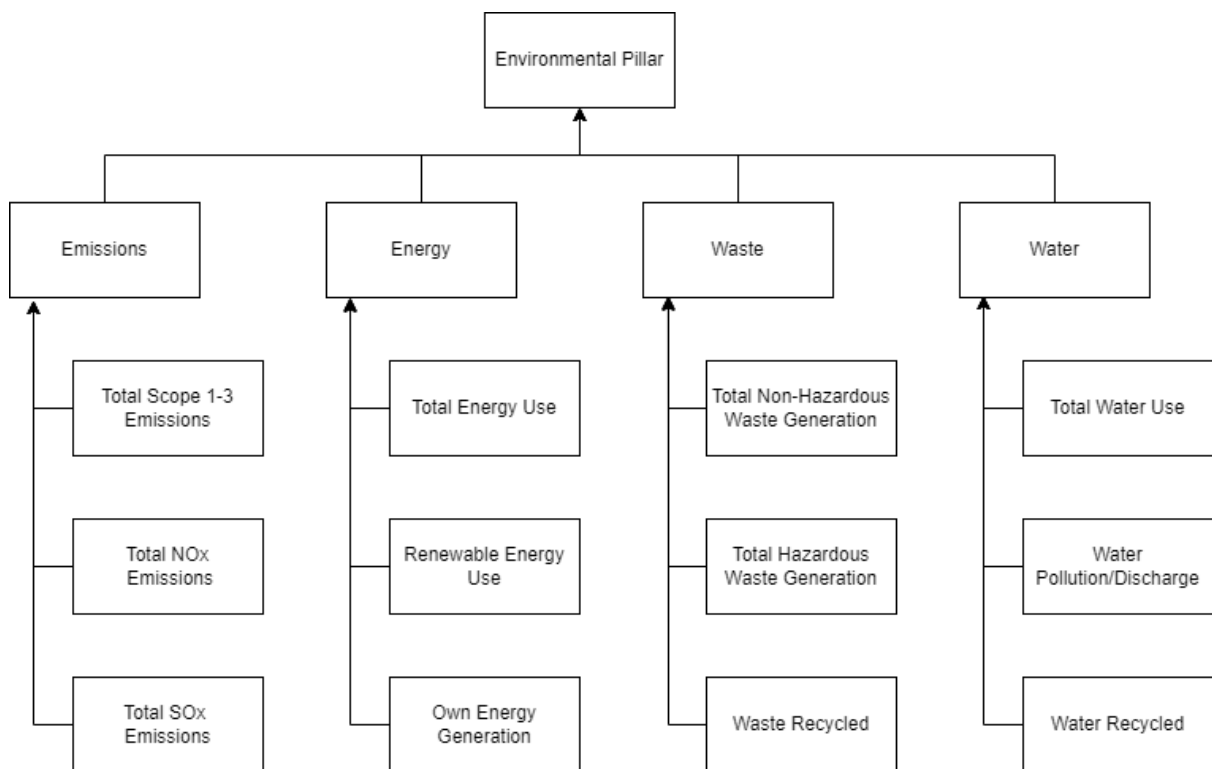 Environmental Pillar
Emissions
Energy
Waste
Water
Total Scope 1-3
Emissions
Total Energy Use
Total Non-Hazardous
Waste Generation
Total Water Use
Total NOx
Emissions
Renewable Energy
Use
Total Hazardous
Waste Generation
Water
Pollution/Discharge
Total SOx
Emissions
Own Energy
Generation
Waste Recycled
Water Recycled